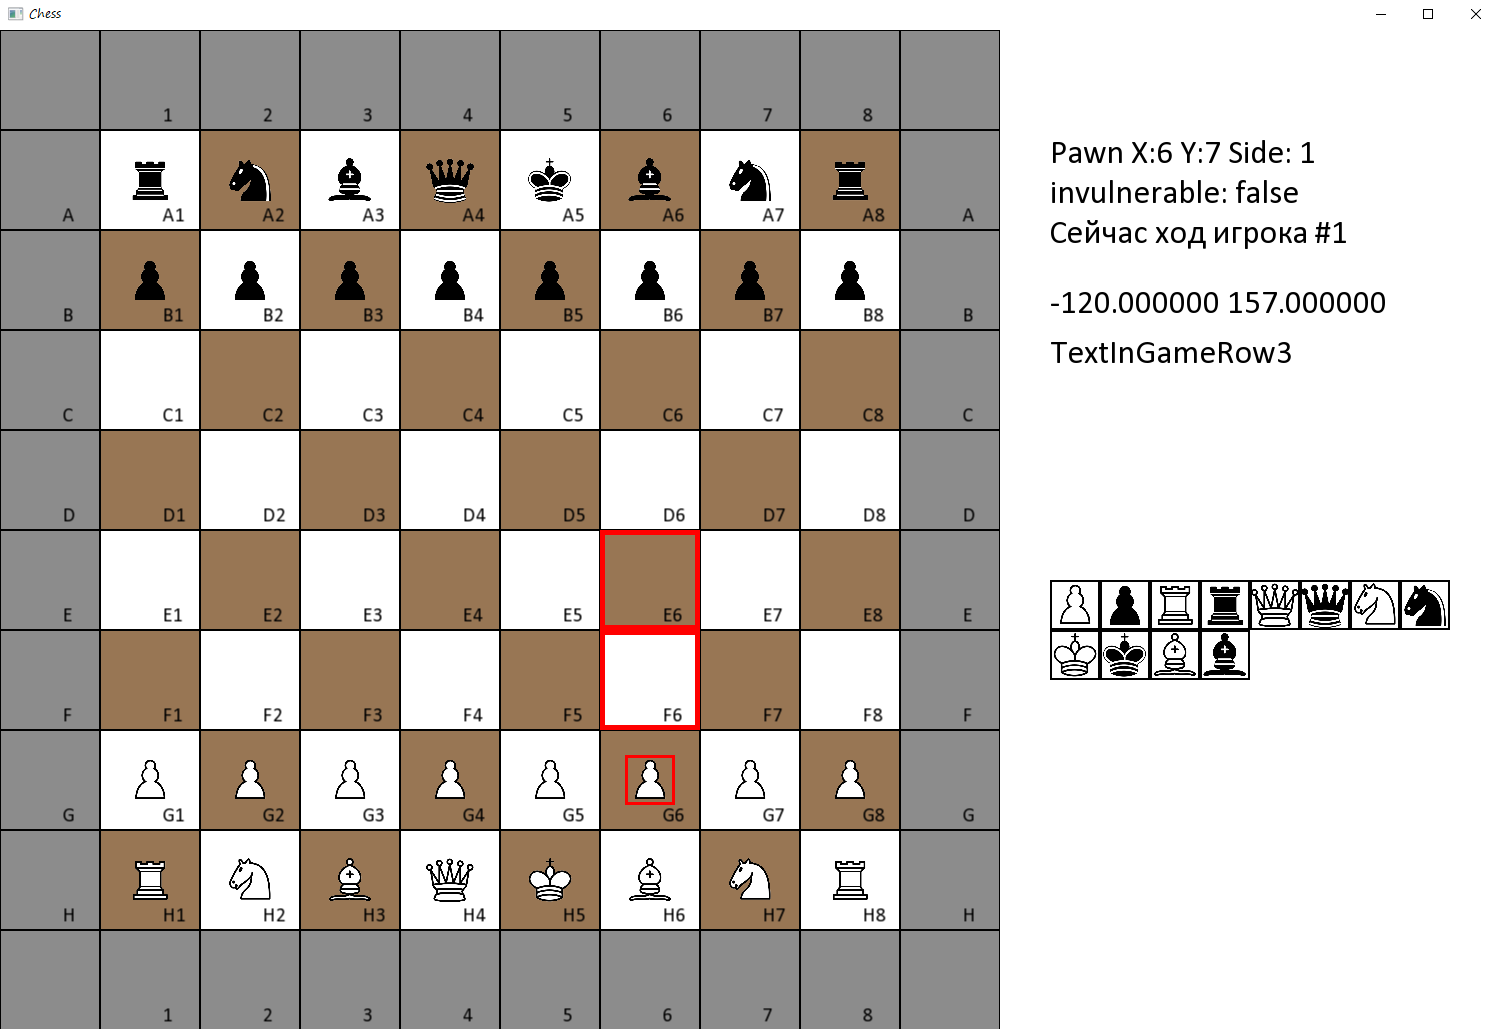 Chess
1 2 3 4 5 6 7 8
A A1 A2 A3 A4 A5 A6 A7 A8 A
B B1 B2 B3 B4 B5 B6 B7 B8 B
C C1 C2 C3 C4 C5 C6 C7 C8 C
D D1 D2 D3 D4 D5 D6 D7 D8 D
E E1 E2 E3 E4 E5 E6 E7 E8 E
F F1 F2 F3 F4 F5 F6 F7 F8 F
G G1 G2 G3 G4 G5 G6 G7 G8 G
H H1 H2 H3 H4 H5 H6 H7 H8 H
1 2 3 4 5 6 7 8
Pawn X:6 Y:7 Side: 1
invulnerable: false
Сейчас ход игрока #1
-120.000000 157.000000
TextInGameRow3